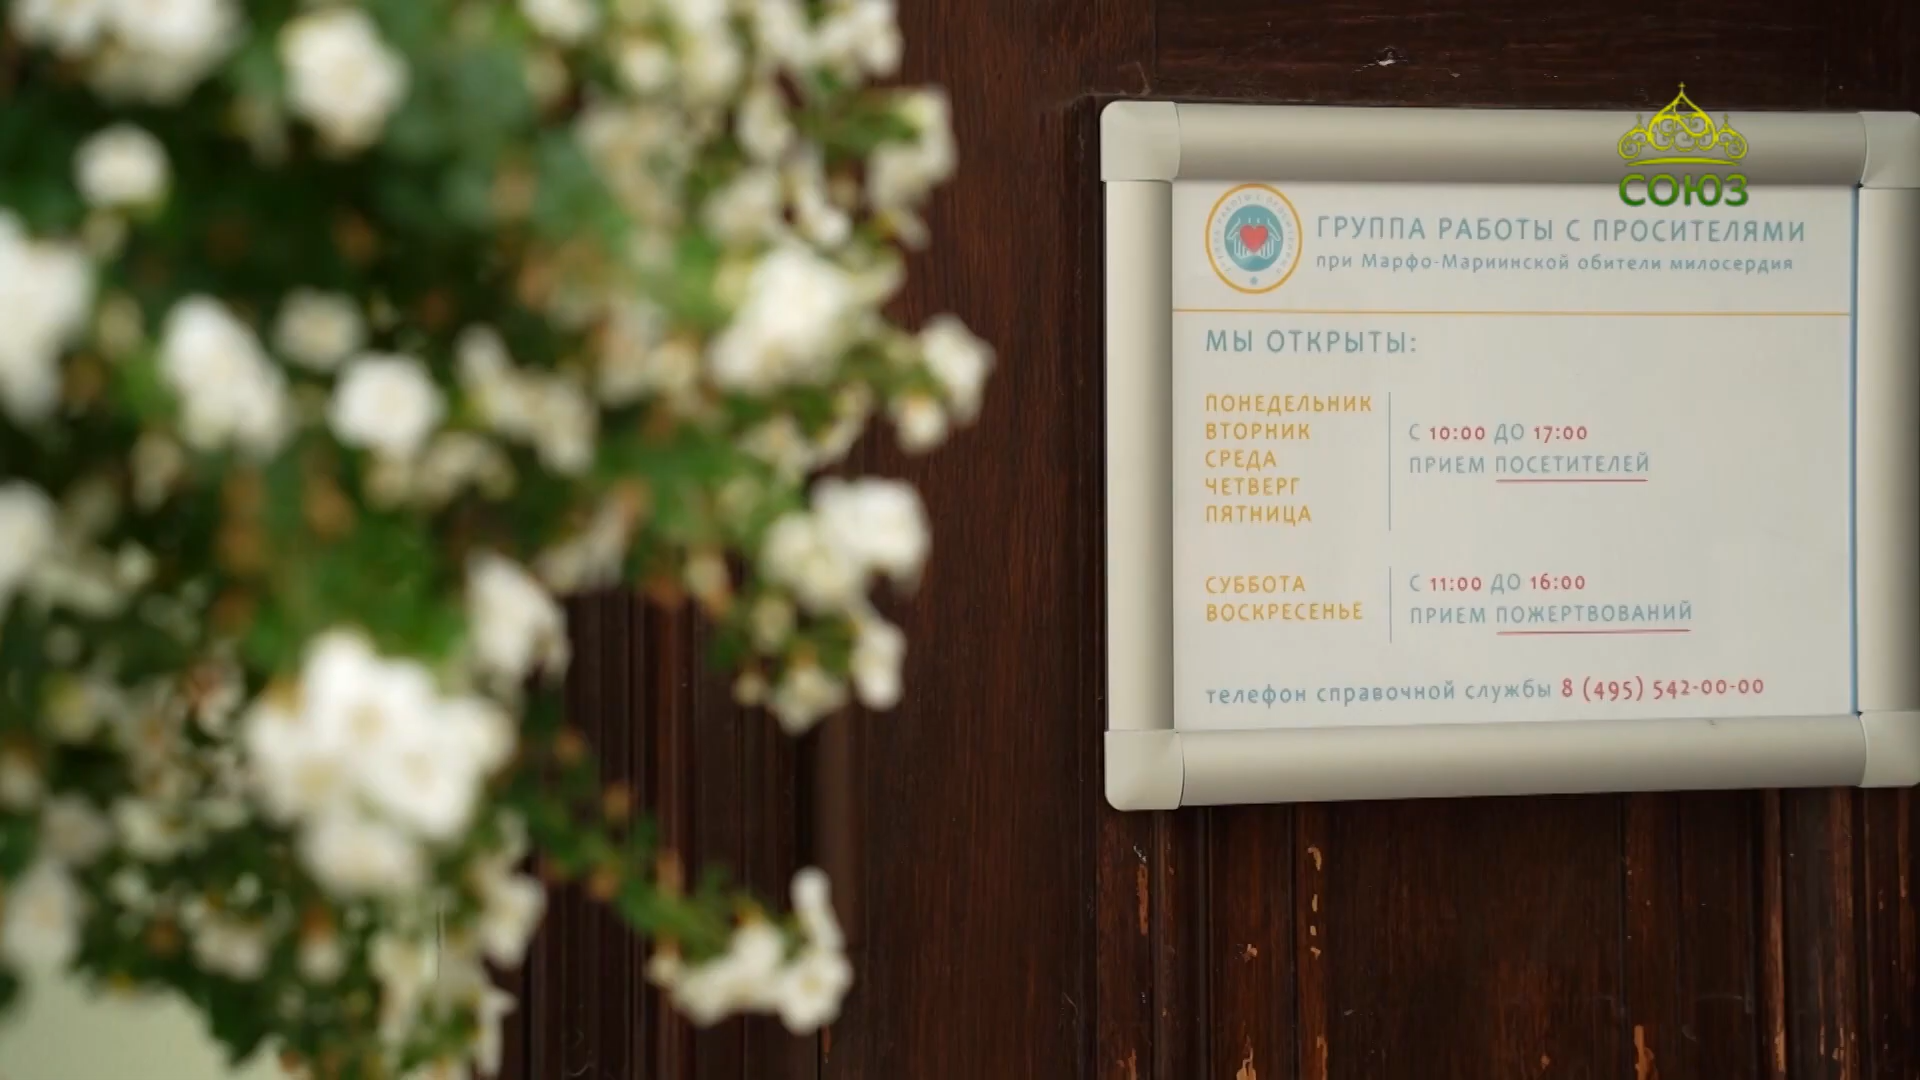 СОЮЗ
ГРУППА РАБОТЫ С ПРОСИТЕЛЯМИ
при Марфо-Мариинской обители милосердия
МЫ ОТКРЫТЫ:
ПОНЕДЕЛЬНИК
ВТОРНИК
СРЕДА
ЧЕТВЕРГ
ПЯТНИЦА
С 10:00 ДО 17:00
ПРИЕМ ПОСЕТИТЕЛЕЙ
СУББОТА
ВОСКРЕСЕНЬЕ
С 11:00 ДО 16:00
ПРИЕМ ПОЖЕРТВОВАНИЙ
телефон справочной службы 8 (495) 542-00-00